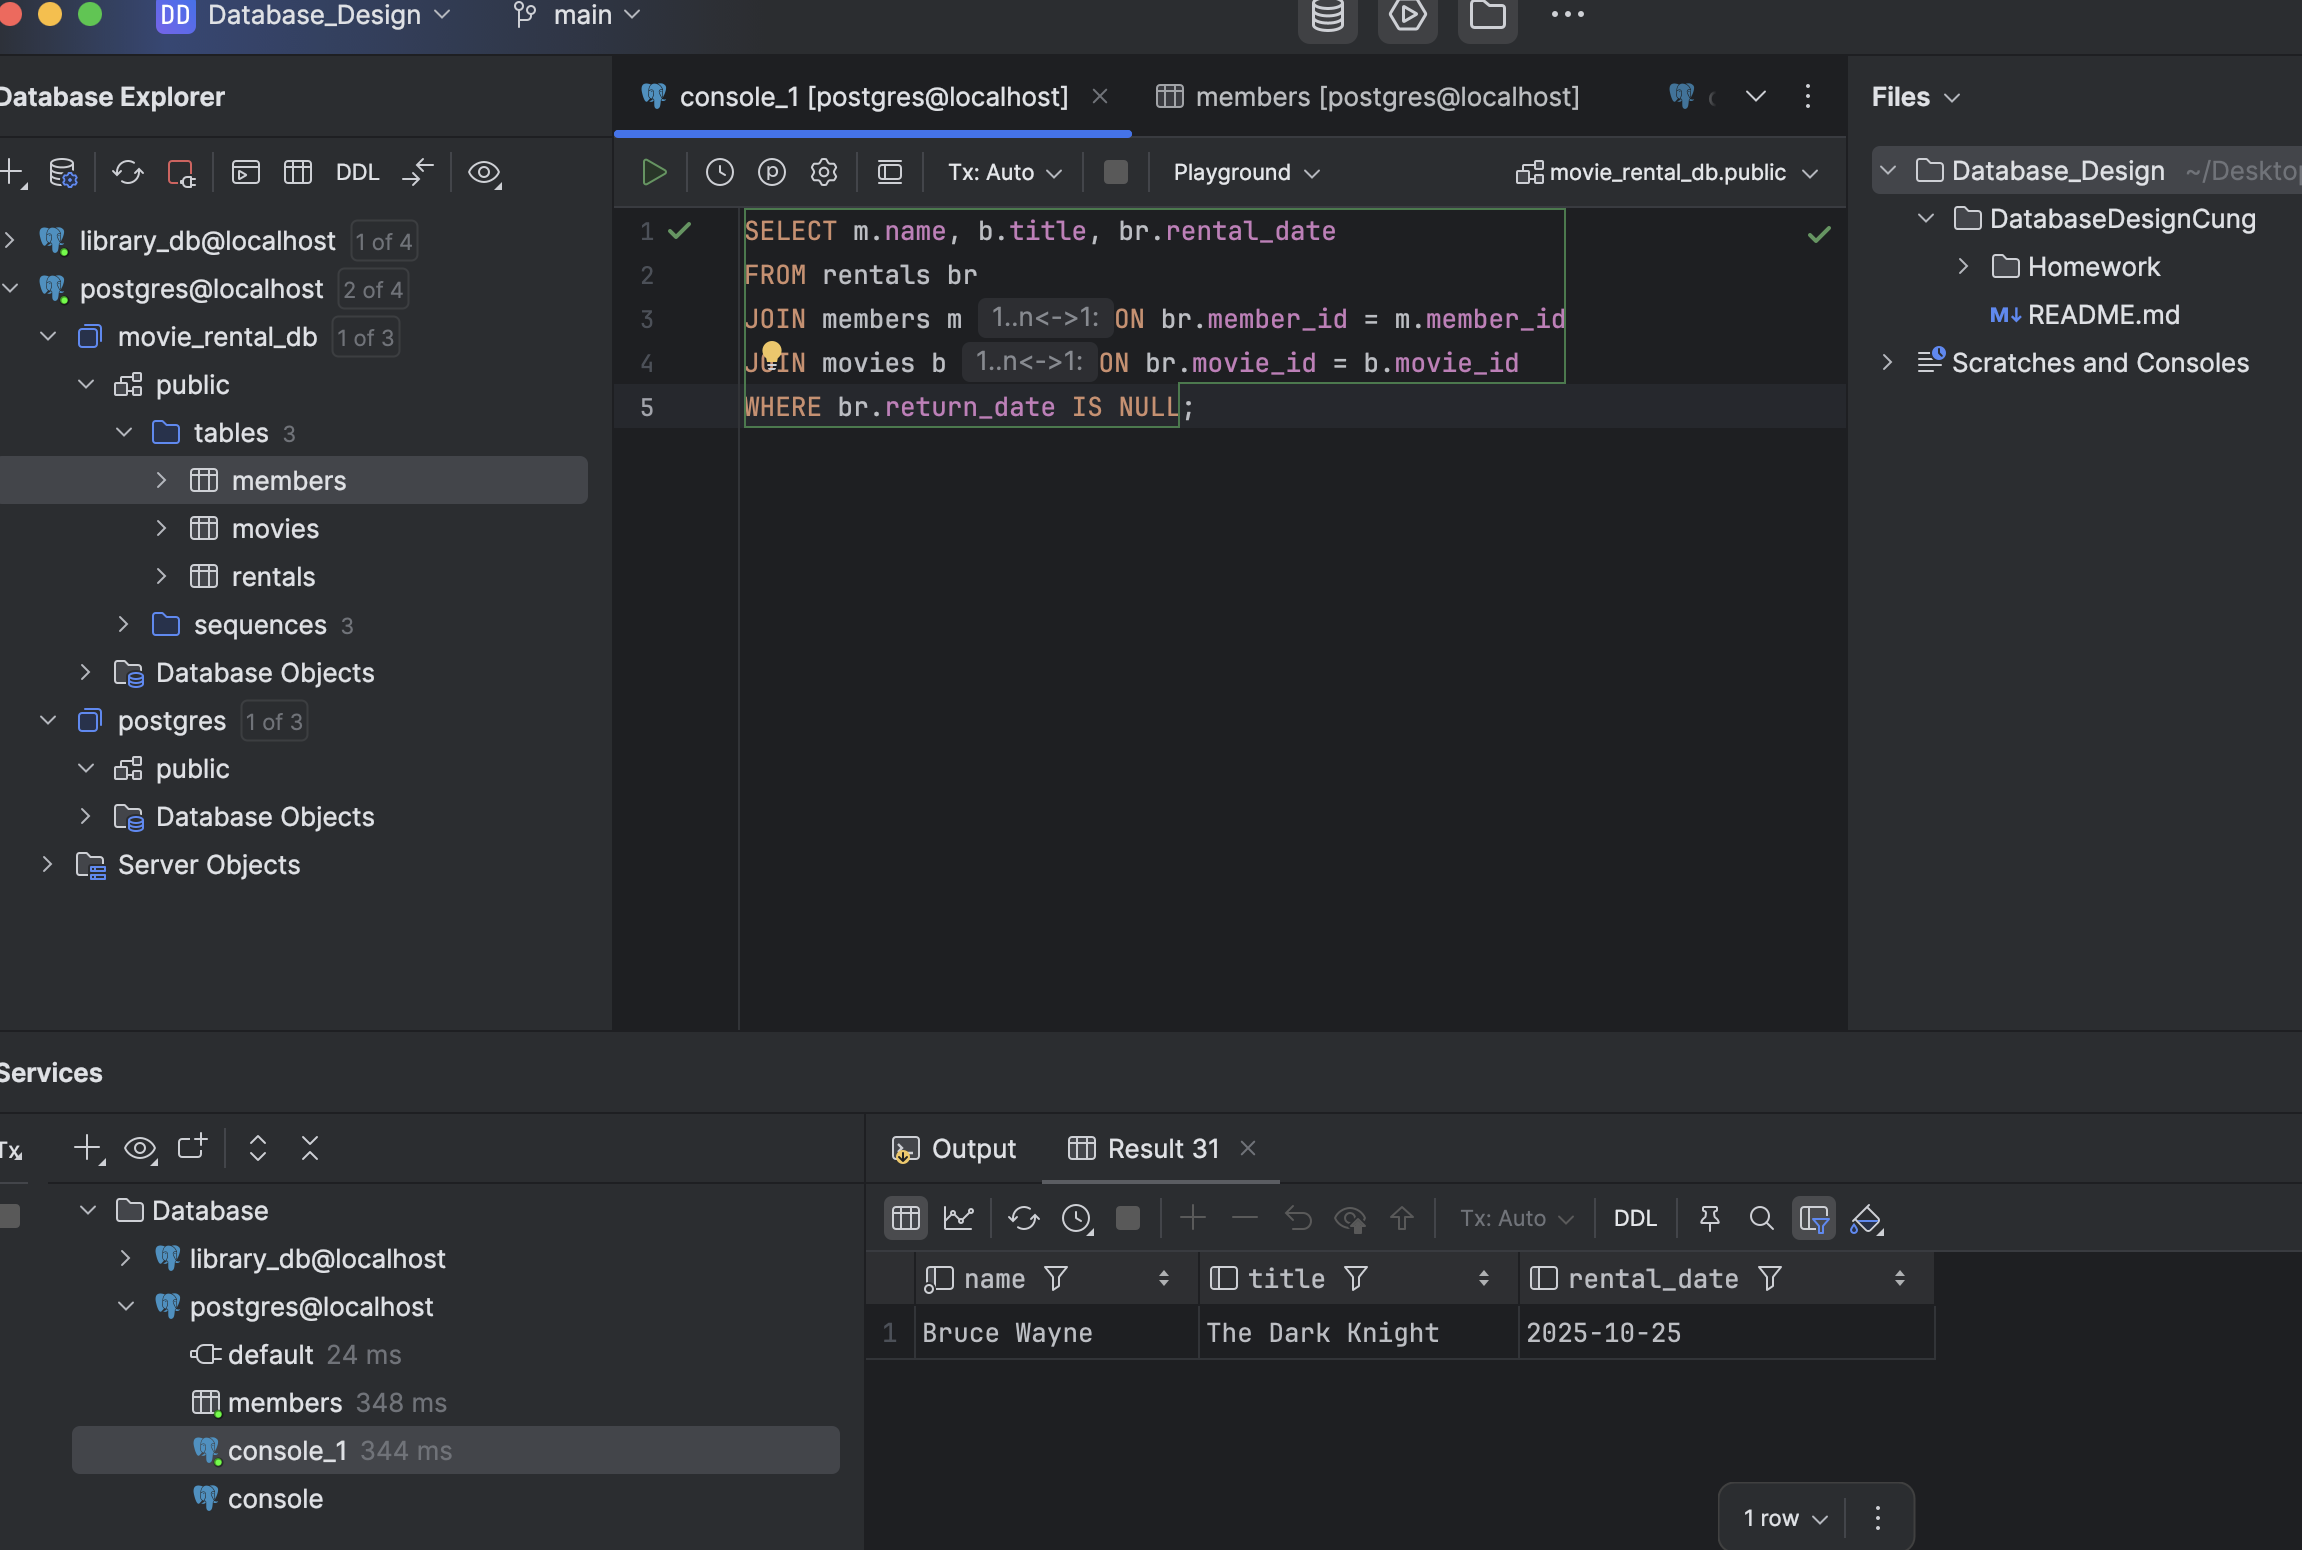 DD Database_Design main
Database Explorer
DDL
library_db@localhost 1 of 4
postgres@localhost 2 of 4
movie_rental_db 1 of 3
public
tables 3
members
movies
rentals
sequences 3
Database Objects
postgres 1 of 3
public
Database Objects
Server Objects
console_1 [postgres@localhost]
members [postgres@localhost]
Tx: Auto
Playground
movie_rental_db.public
1 SELECT m.name, b.title, br.rental_date
2 FROM rentals br
3 JOIN members m 1..n<->1: ON br.member_id = m.member_id
4 JOIN movies b 1..n<->1: ON br.movie_id = b.movie_id
5 WHERE br.return_date IS NULL;
Files
Database_Design ~/Desktop
DatabaseDesignCung
Homework
M↓ README.md
Scratches and Consoles
Services
Tx
Database
library_db@localhost
postgres@localhost
default 24 ms
members 348 ms
console_1 344 ms
console
Output
Result 31
Tx: Auto
DDL
name title rental_date
1 Bruce Wayne The Dark Knight 2025-10-25
1 row